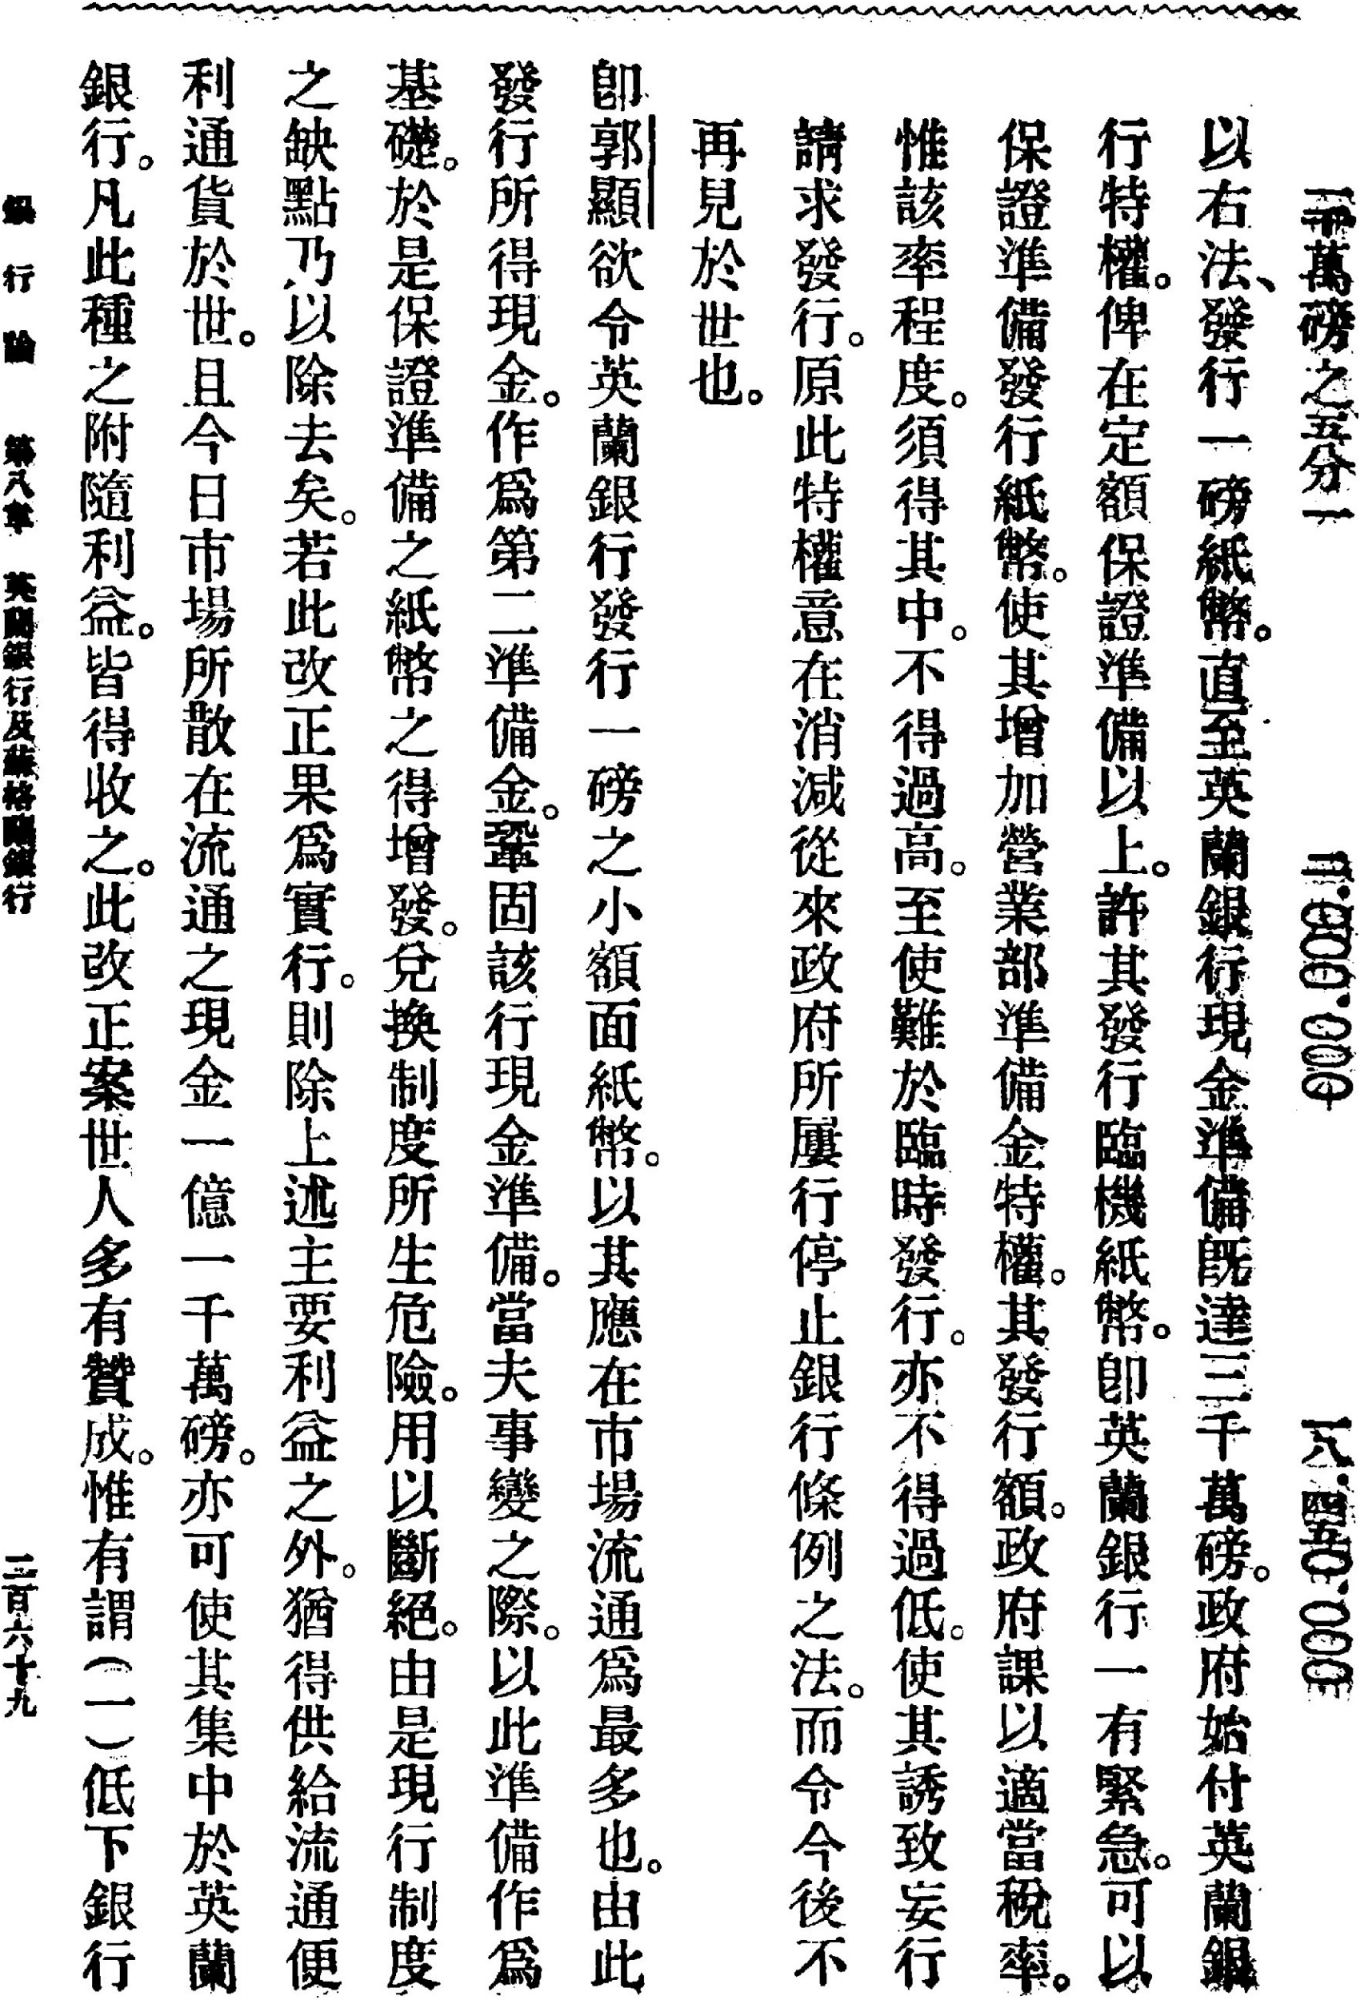 二千萬磅之五分一 三、000、000 一八、四五0、000
以右法、發行一磅紙幣。直至英蘭銀行現金準備既達三千萬磅。政府始付英蘭銀
行特權。俾在定額保證準備以上。許其發行臨機紙幣。卽英蘭銀行一有緊急。可以
保證準備發行紙幣。使其增加營業部準備金特權。其發行額。政府課以適當稅率。
惟該率程度。須得其中。不得過高。至使難於臨時發行。亦不得過低。使其誘致妄行
請求發行。原此特權意在消減從來政府所屢行停止銀行條例之法。而令今後不
再見於世也。
卽郭顯欲令英蘭銀行發行一磅之小額面紙幣。以其應在市場流通爲最多也。由此
發行所得現金。作爲第二準備金。鞏固該行現金準備。當夫事變之際。以此準備作爲
基礎。於是保證準備之紙幣之得增發。兌換制度所生危險。用以斷絕。由是現行制度
之缺點乃以除去矣。若此改正果爲實行。則除上述主要利益之外。猶得供給流通便
利通貨於世。且今日市場所散在流通之現金一億一千萬磅。亦可使其集中於英蘭
銀行。凡此種之附隨利益。皆得收之。此改正案世人多有贊成。惟有謂(一)低下銀行
銀行論 第八章 英蘭銀行及蘇格蘭銀行 二百六十九